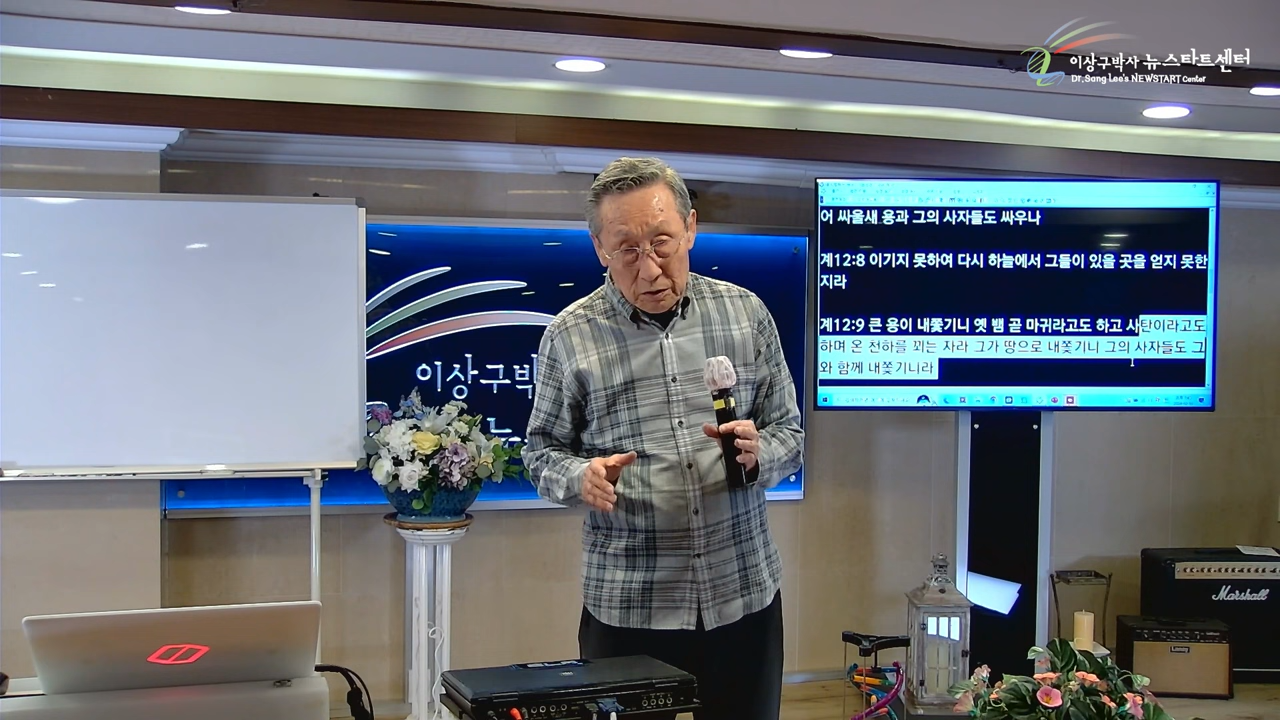 이상구박사 뉴스타트센터
Dr. Sang Lee's NEWSTART Center
어 싸울새 용과 그의 사자들도 싸우나
계12:8 이기지 못하여 다시 하늘에서 그들이 있을 곳을 얻지 못한
지라
계12:9 큰 용이 내쫓기니 옛 뱀 곧 마귀라고도 하고 사탄이라고도
하며 온 천하를 꾀는 자라 그가 땅으로 내쫓기니 그의 사자들도 그
와 함께 내쫓기니라
이상구박
뉴
Marshall
Laney